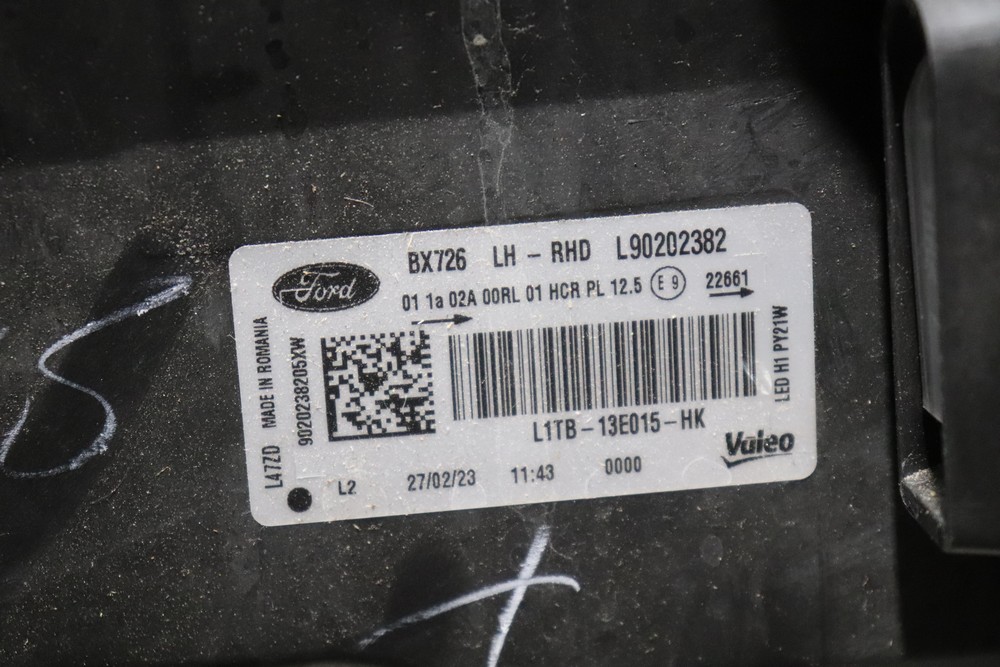 Ford
BX726 LH - RHD L90202382
01 1a 02A 00RL 01 HCR PL 12.5 E 9 22661
L47ZD MADE IN ROMANIA
9020238205XW
LED H1 PY21W
L1TB-13E015-HK
Valeo
L2 27/02/23 11:43 0000